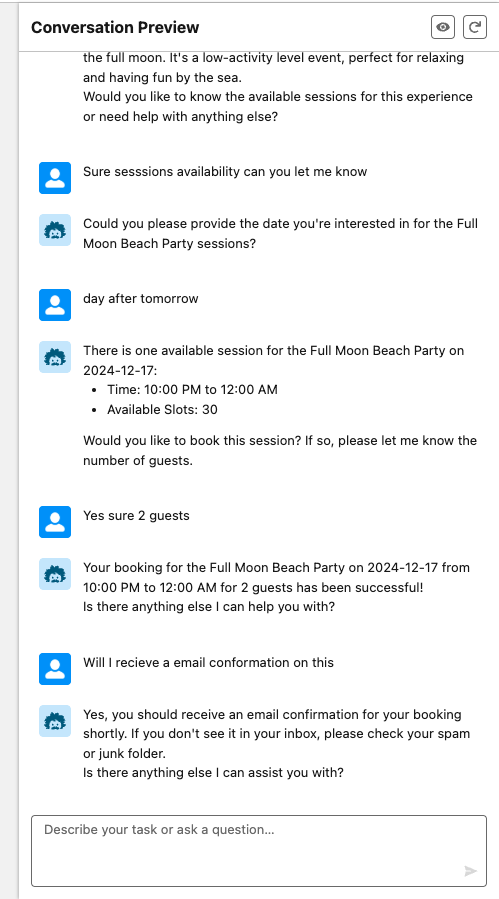 Conversation Preview
the full moon. It's a low-activity level event, perfect for relaxing
and having fun by the sea.
Would you like to know the available sessions for this experience
or need help with anything else?
Sure sesssions availability can you let me know
Could you please provide the date you're interested in for the Full
Moon Beach Party sessions?
day after tomorrow
There is one available session for the Full Moon Beach Party on
2024-12-17:
• Time: 10:00 PM to 12:00 AM
• Available Slots: 30
Would you like to book this session? If so, please let me know the
number of guests.
Yes sure 2 guests
Your booking for the Full Moon Beach Party on 2024-12-17 from
10:00 PM to 12:00 AM for 2 guests has been successful!
Is there anything else I can help you with?
Will I recieve a email conformation on this
Yes, you should receive an email confirmation for your booking
shortly. If you don't see it in your inbox, please check your spam
or junk folder.
Is there anything else I can assist you with?
Describe your task or ask a question...